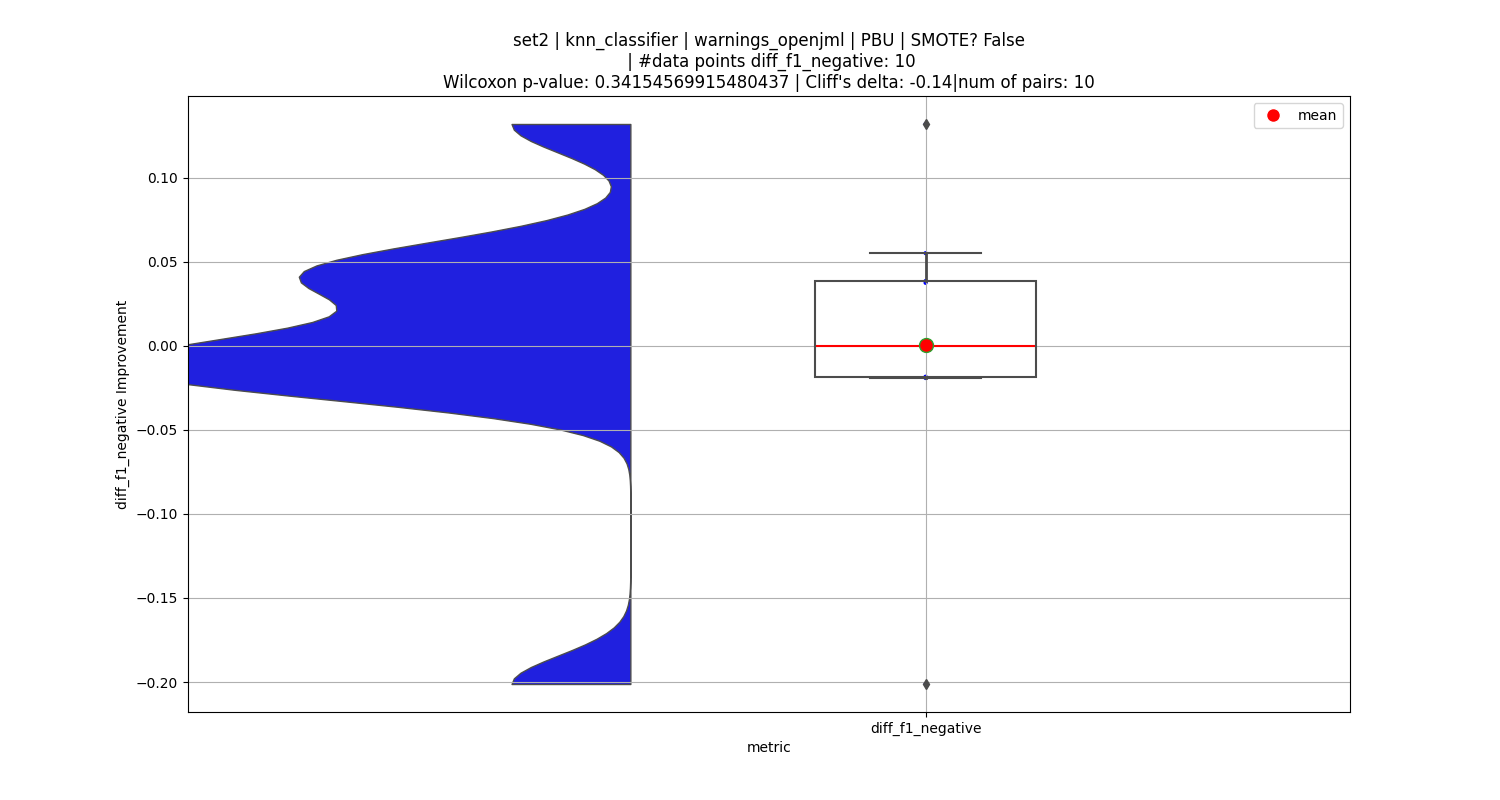 set2 | knn_classifier | warnings_openjml | PBU | SMOTE? False
| #data points diff_f1_negative: 10
Wilcoxon p-value: 0.34154569915480437 | Cliff's delta: -0.14|num of pairs: 10
mean
0.10
0.05
0.00
−0.05
−0.10
−0.15
−0.20
diff_f1_negative Improvement
diff_f1_negative
metric